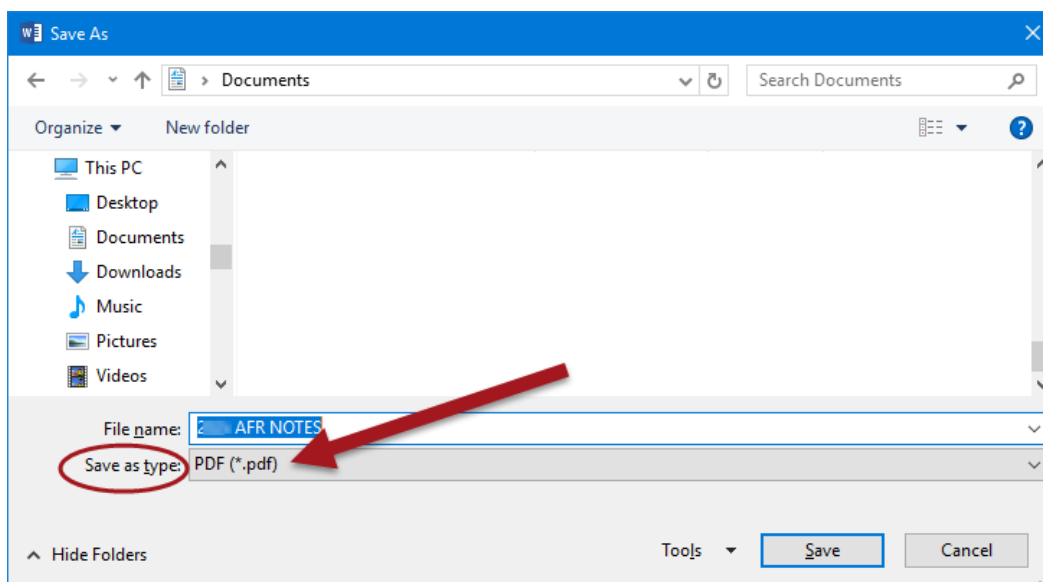 Save As
Documents
Search Documents
Organize
New folder
This PC
Desktop
Documents
Downloads
Music
Pictures
Videos
File name: AFR NOTES
Save as type: PDF (*.pdf)
Hide Folders
Tools
Save
Cancel